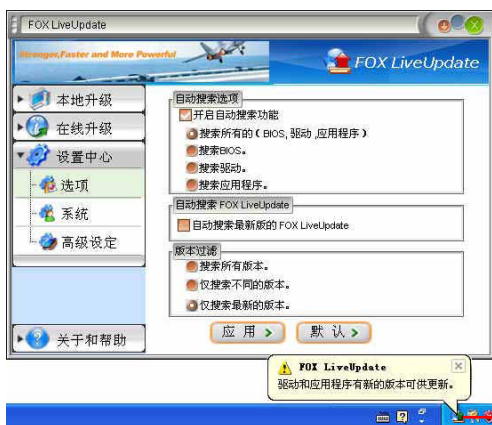 FOX LiveUpdate
Stronger,Faster and More Powerful
FOX LiveUpdate
本地升级
在线升级
设置中心
选项
系统
高级设定
关于和帮助
自动搜索选项
开启自动搜索功能
搜索所有的 ( BIOS, 驱动 ,应用程序 )
搜索BIOS。
搜索驱动。
搜索应用程序。
自动搜索 FOX LiveUpdate
自动搜索最新版的 FOX LiveUpdate
版本过滤
搜索所有版本。
仅搜索不同的版本。
仅搜索最新的版本。
应 用
默 认
FOX LiveUpdate
驱动和应用程序有新的版本可供更新。